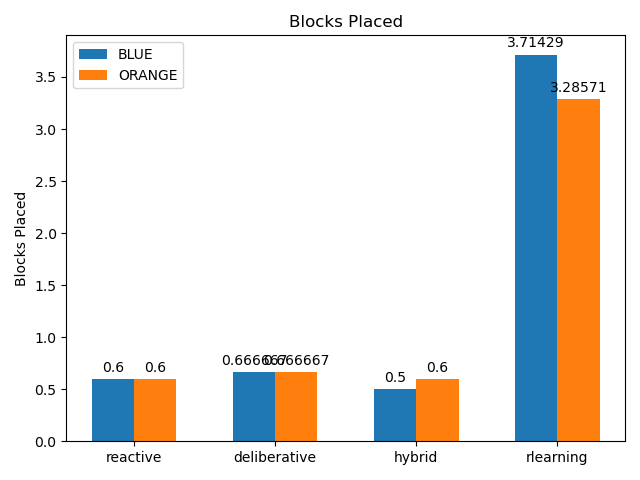 Blocks Placed
BLUE
ORANGE
Blocks Placed
3.5
3.0
2.5
2.0
1.5
1.0
0.5
0.0
0.6
0.6
0.666667
0.666667
0.5
0.6
3.71429
3.28571
reactive
deliberative
hybrid
rlearning